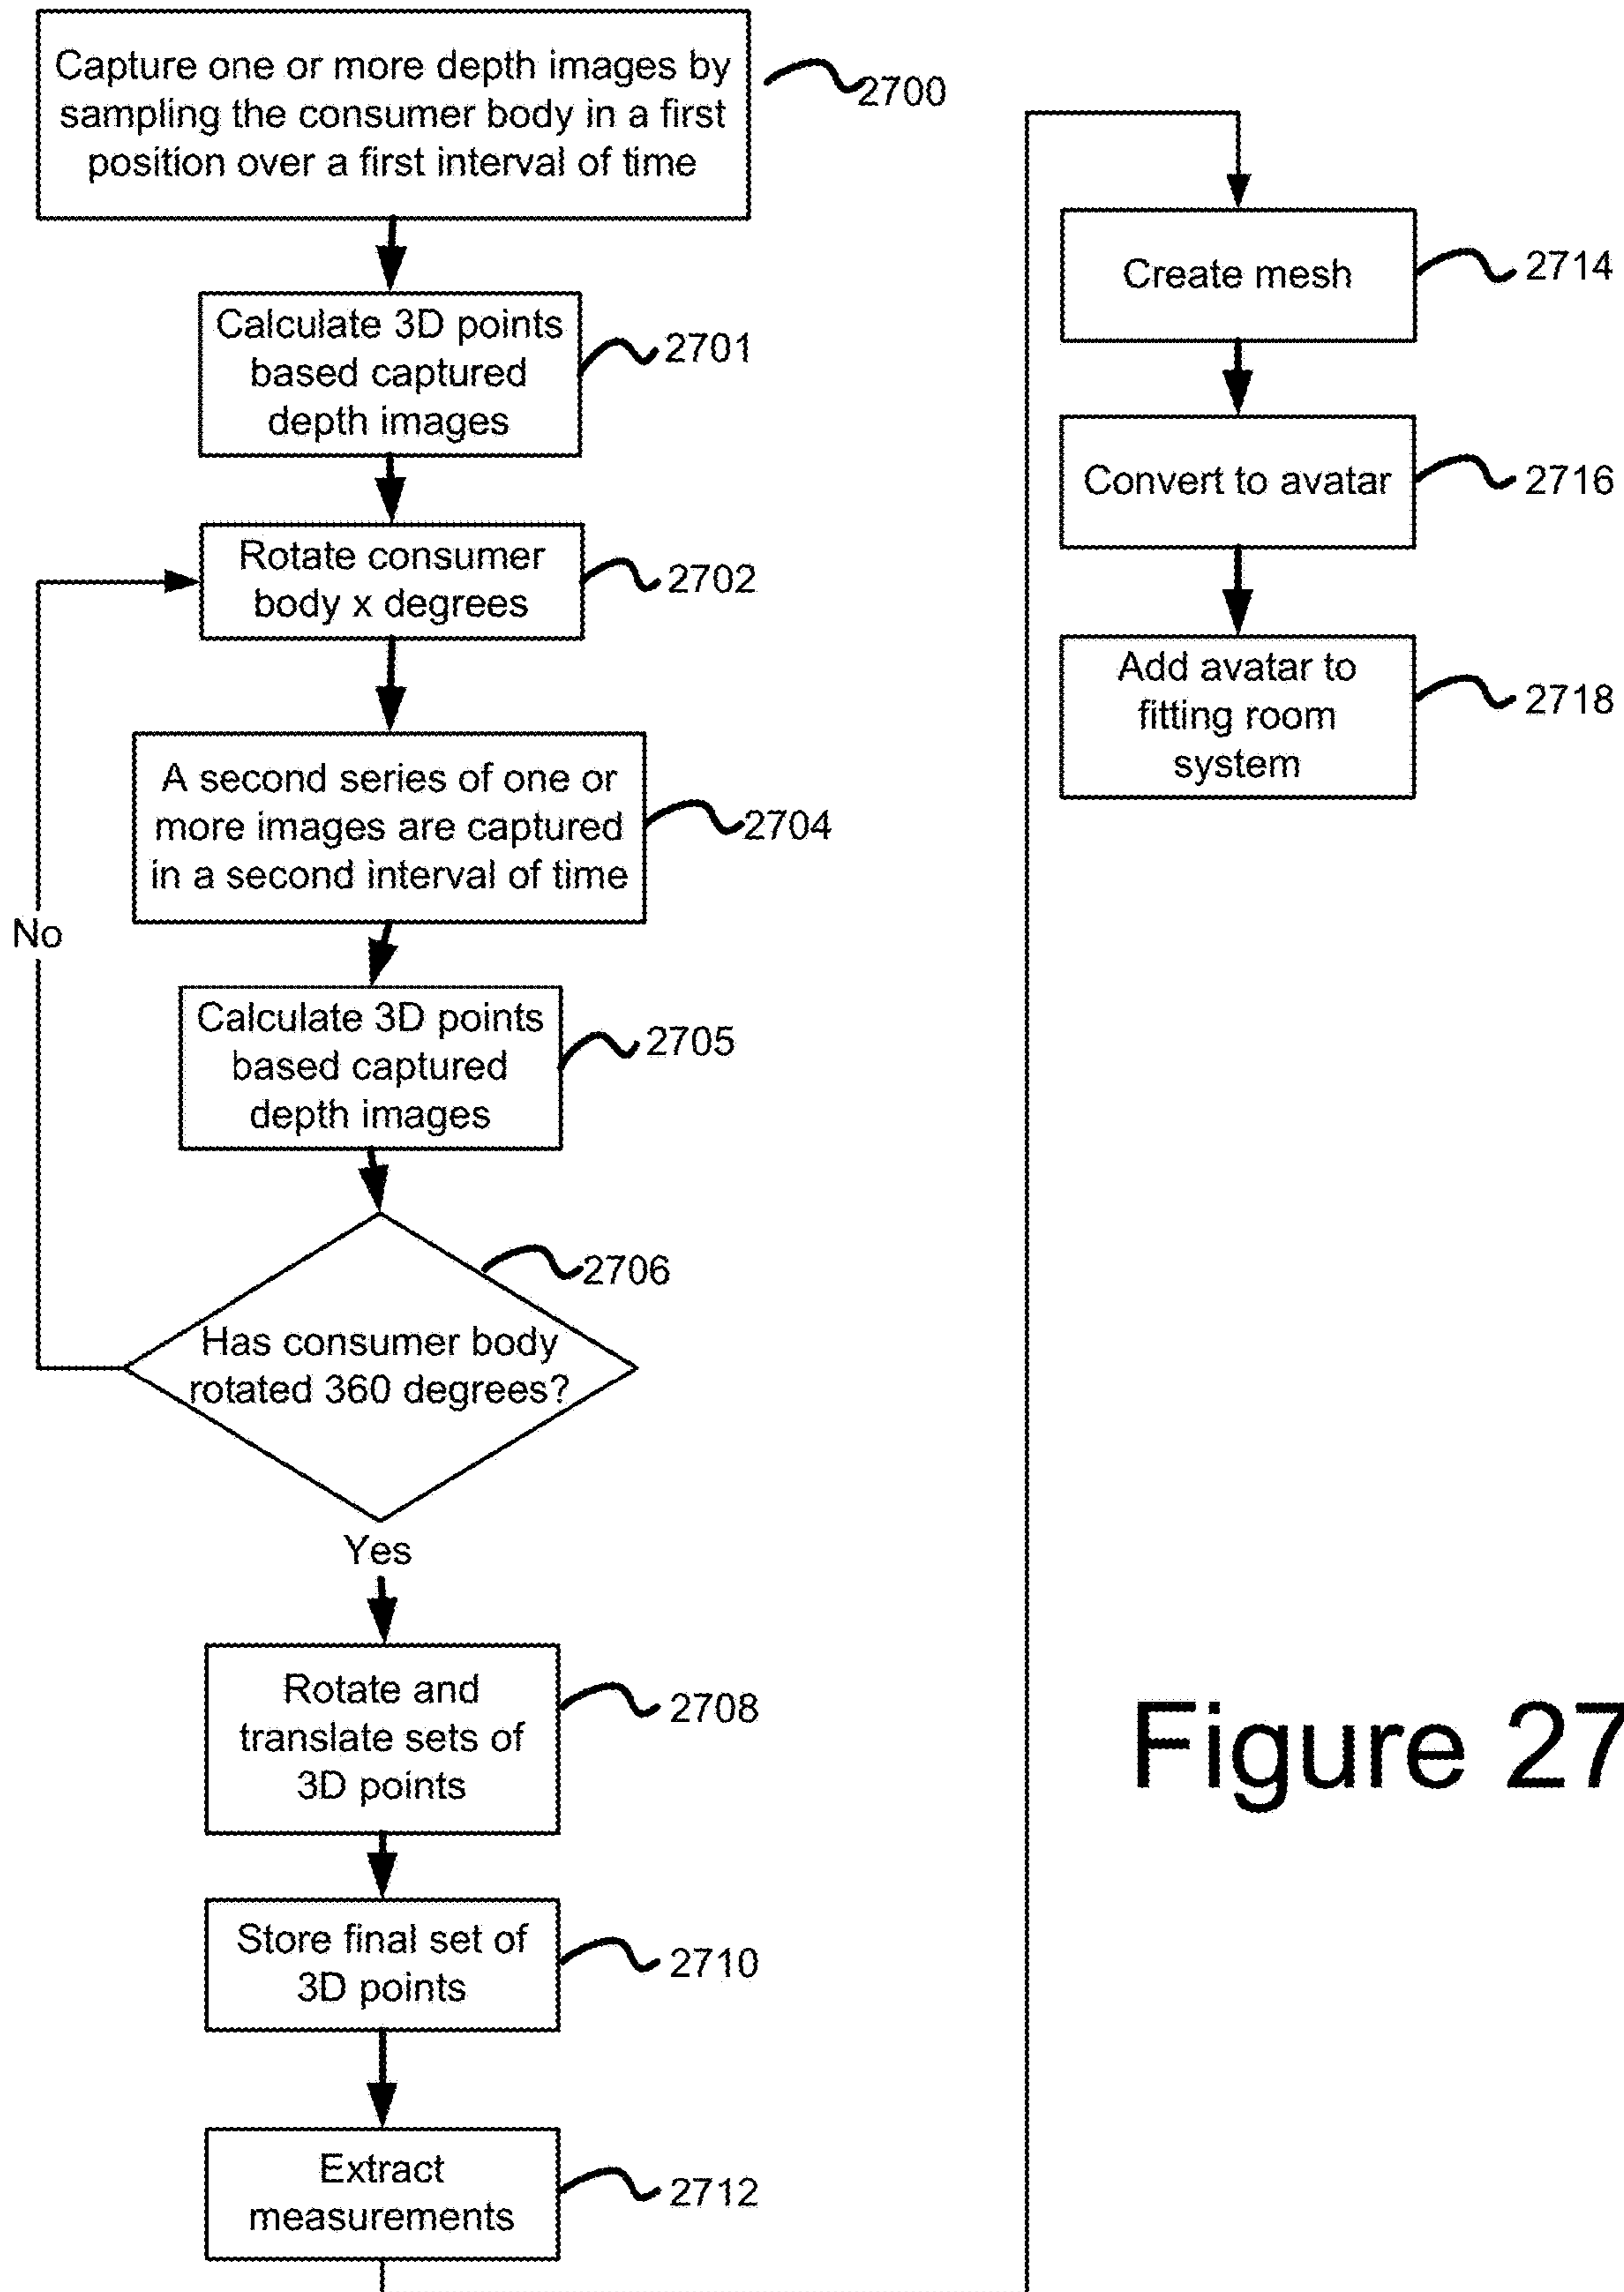 Capture one or more depth images by
sampling the consumer body in a first
position over a first interval of time
2700
Calculate 3D points
based captured
depth images
2701
Rotate consumer
body x degrees
2702
A second series of one or
more images are captured
in a second interval of time
2704
No
Calculate 3D points
based captured
depth images
2705
2706
Has consumer body
rotated 360 degrees?
Yes
Rotate and
translate sets of
3D points
2708
Store final set of
3D points
2710
Extract
measurements
2712
Create mesh
2714
Convert to avatar
2716
Add avatar to
fitting room
system
2718
Figure 27